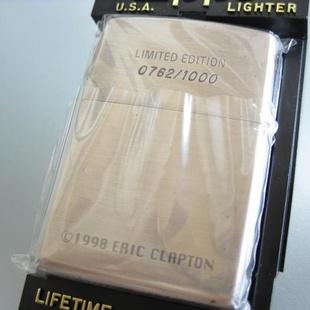 U.S.A. LIGHTER
LIMITED EDITION
0762/1000
©1998 ERIC CLAPTON
LIFETIME